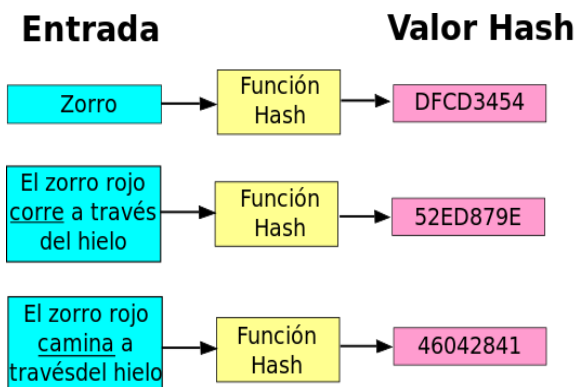 Entrada
Valor Hash
Zorro
Función
Hash
DFCD3454
El zorro rojo
corre a través
del hielo
Función
Hash
52ED879E
El zorro rojo
camina a
travésdel hielo
Función
Hash
46042841